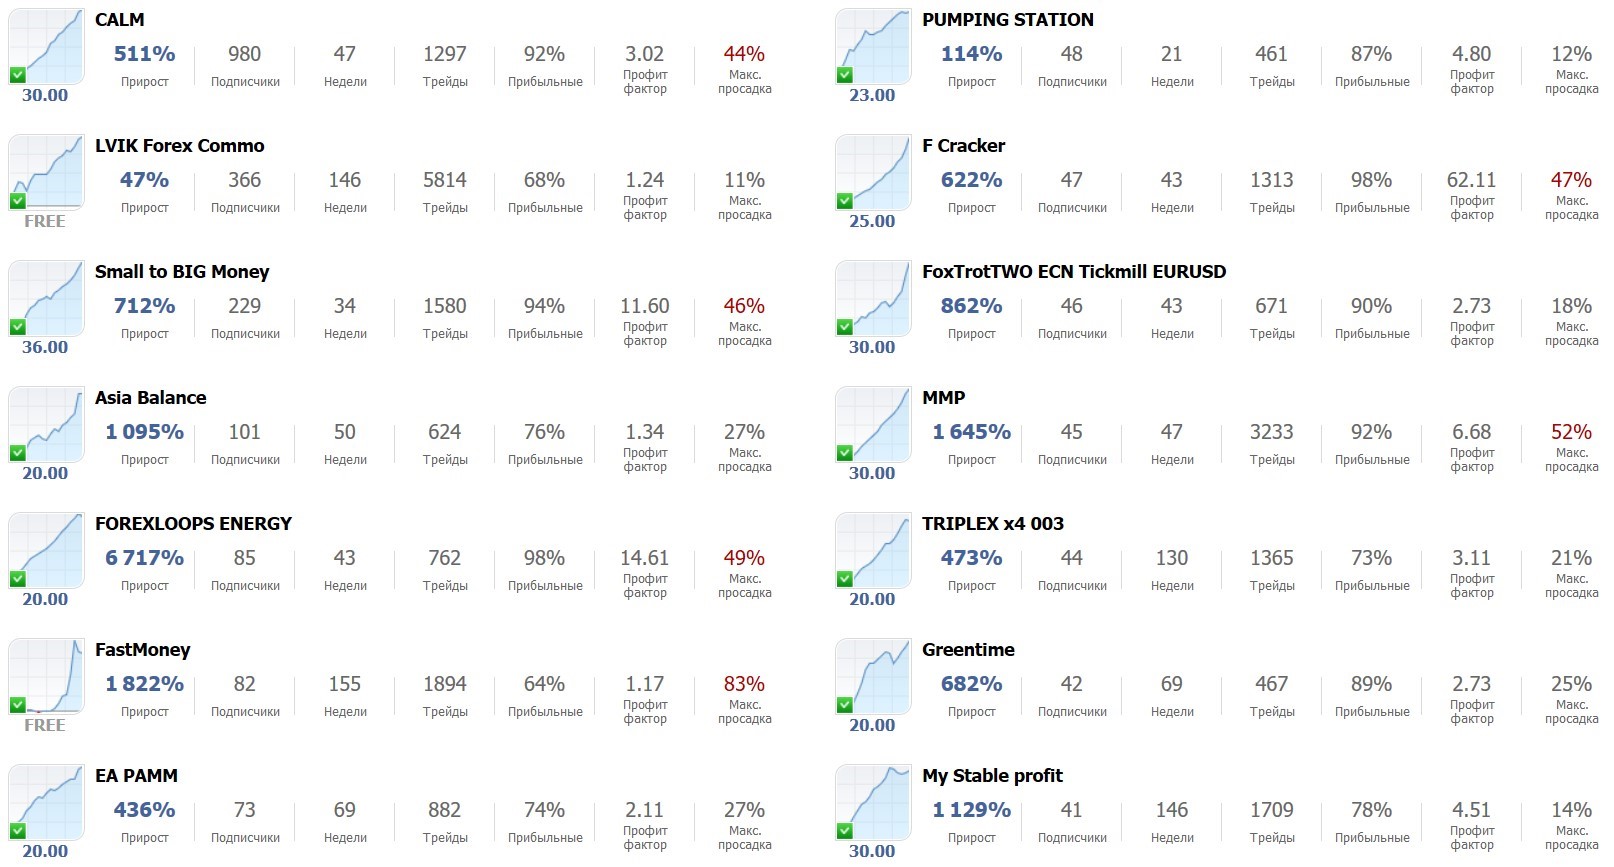 CALM
511% 980 47 1297 92% 3.02 44%
Прирост Подписчики Недели Трейды Прибыльные Профит фактор Макс. просадка
30.00
LVIK Forex Commo
47% 366 146 5814 68% 1.24 11%
Прирост Подписчики Недели Трейды Прибыльные Профит фактор Макс. просадка
FREE
Small to BIG Money
712% 229 34 1580 94% 11.60 46%
Прирост Подписчики Недели Трейды Прибыльные Профит фактор Макс. просадка
36.00
Asia Balance
1 095% 101 50 624 76% 1.34 27%
Прирост Подписчики Недели Трейды Прибыльные Профит фактор Макс. просадка
20.00
FOREXLOOPS ENERGY
6 717% 85 43 762 98% 14.61 49%
Прирост Подписчики Недели Трейды Прибыльные Профит фактор Макс. просадка
20.00
FastMoney
1 822% 82 155 1894 64% 1.17 83%
Прирост Подписчики Недели Трейды Прибыльные Профит фактор Макс. просадка
FREE
EA PAMM
436% 73 69 882 74% 2.11 27%
Прирост Подписчики Недели Трейды Прибыльные Профит фактор Макс. просадка
20.00
PUMPING STATION
114% 48 21 461 87% 4.80 12%
Прирост Подписчики Недели Трейды Прибыльные Профит фактор Макс. просадка
23.00
F Cracker
622% 47 43 1313 98% 62.11 47%
Прирост Подписчики Недели Трейды Прибыльные Профит фактор Макс. просадка
25.00
FoxTrotTWO ECN Tickmill EURUSD
862% 46 43 671 90% 2.73 18%
Прирост Подписчики Недели Трейды Прибыльные Профит фактор Макс. просадка
30.00
MMP
1 645% 45 47 3233 92% 6.68 52%
Прирост Подписчики Недели Трейды Прибыльные Профит фактор Макс. просадка
30.00
TRIPLEX x4 003
473% 44 130 1365 73% 3.11 21%
Прирост Подписчики Недели Трейды Прибыльные Профит фактор Макс. просадка
20.00
Greentime
682% 42 69 467 89% 2.73 25%
Прирост Подписчики Недели Трейды Прибыльные Профит фактор Макс. просадка
20.00
My Stable profit
1 129% 41 146 1709 78% 4.51 14%
Прирост Подписчики Недели Трейды Прибыльные Профит фактор Макс. просадка
30.00